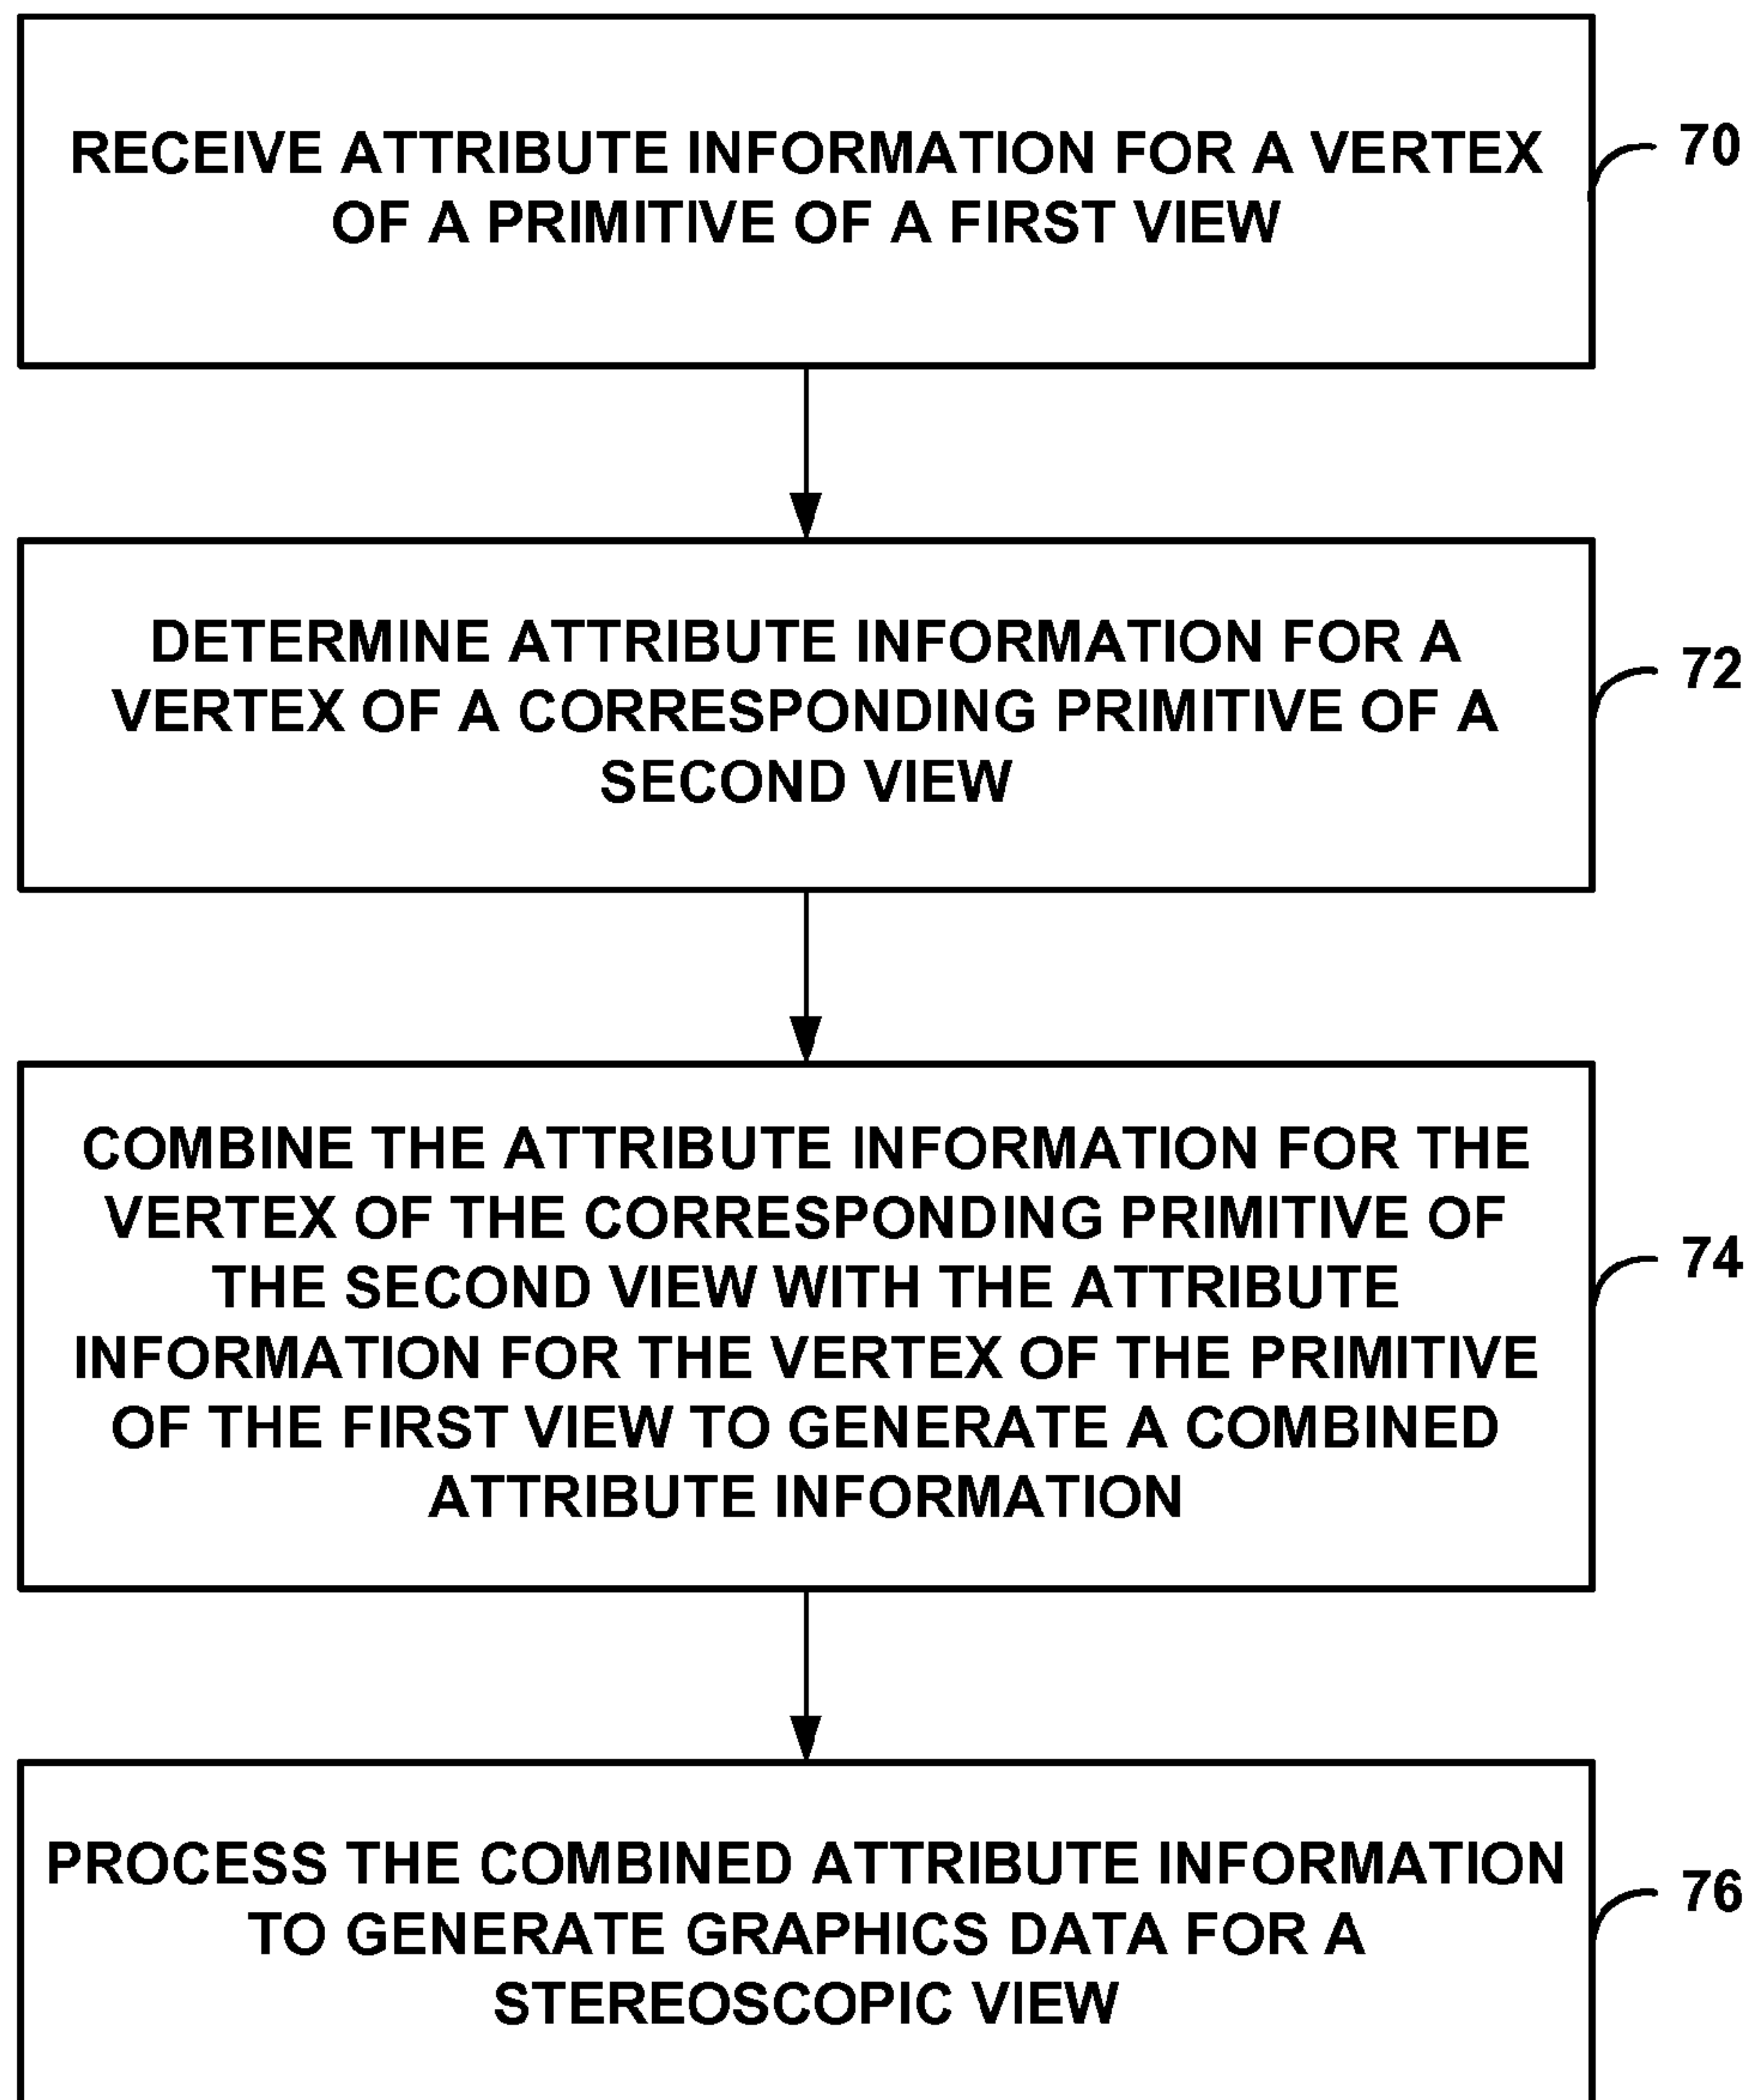 RECEIVE ATTRIBUTE INFORMATION FOR A VERTEX
OF A PRIMITIVE OF A FIRST VIEW
70
DETERMINE ATTRIBUTE INFORMATION FOR A
VERTEX OF A CORRESPONDING PRIMITIVE OF A
SECOND VIEW
72
COMBINE THE ATTRIBUTE INFORMATION FOR THE
VERTEX OF THE CORRESPONDING PRIMITIVE OF
THE SECOND VIEW WITH THE ATTRIBUTE
INFORMATION FOR THE VERTEX OF THE PRIMITIVE
OF THE FIRST VIEW TO GENERATE A COMBINED
ATTRIBUTE INFORMATION
74
PROCESS THE COMBINED ATTRIBUTE INFORMATION
TO GENERATE GRAPHICS DATA FOR A
STEREOSCOPIC VIEW
76